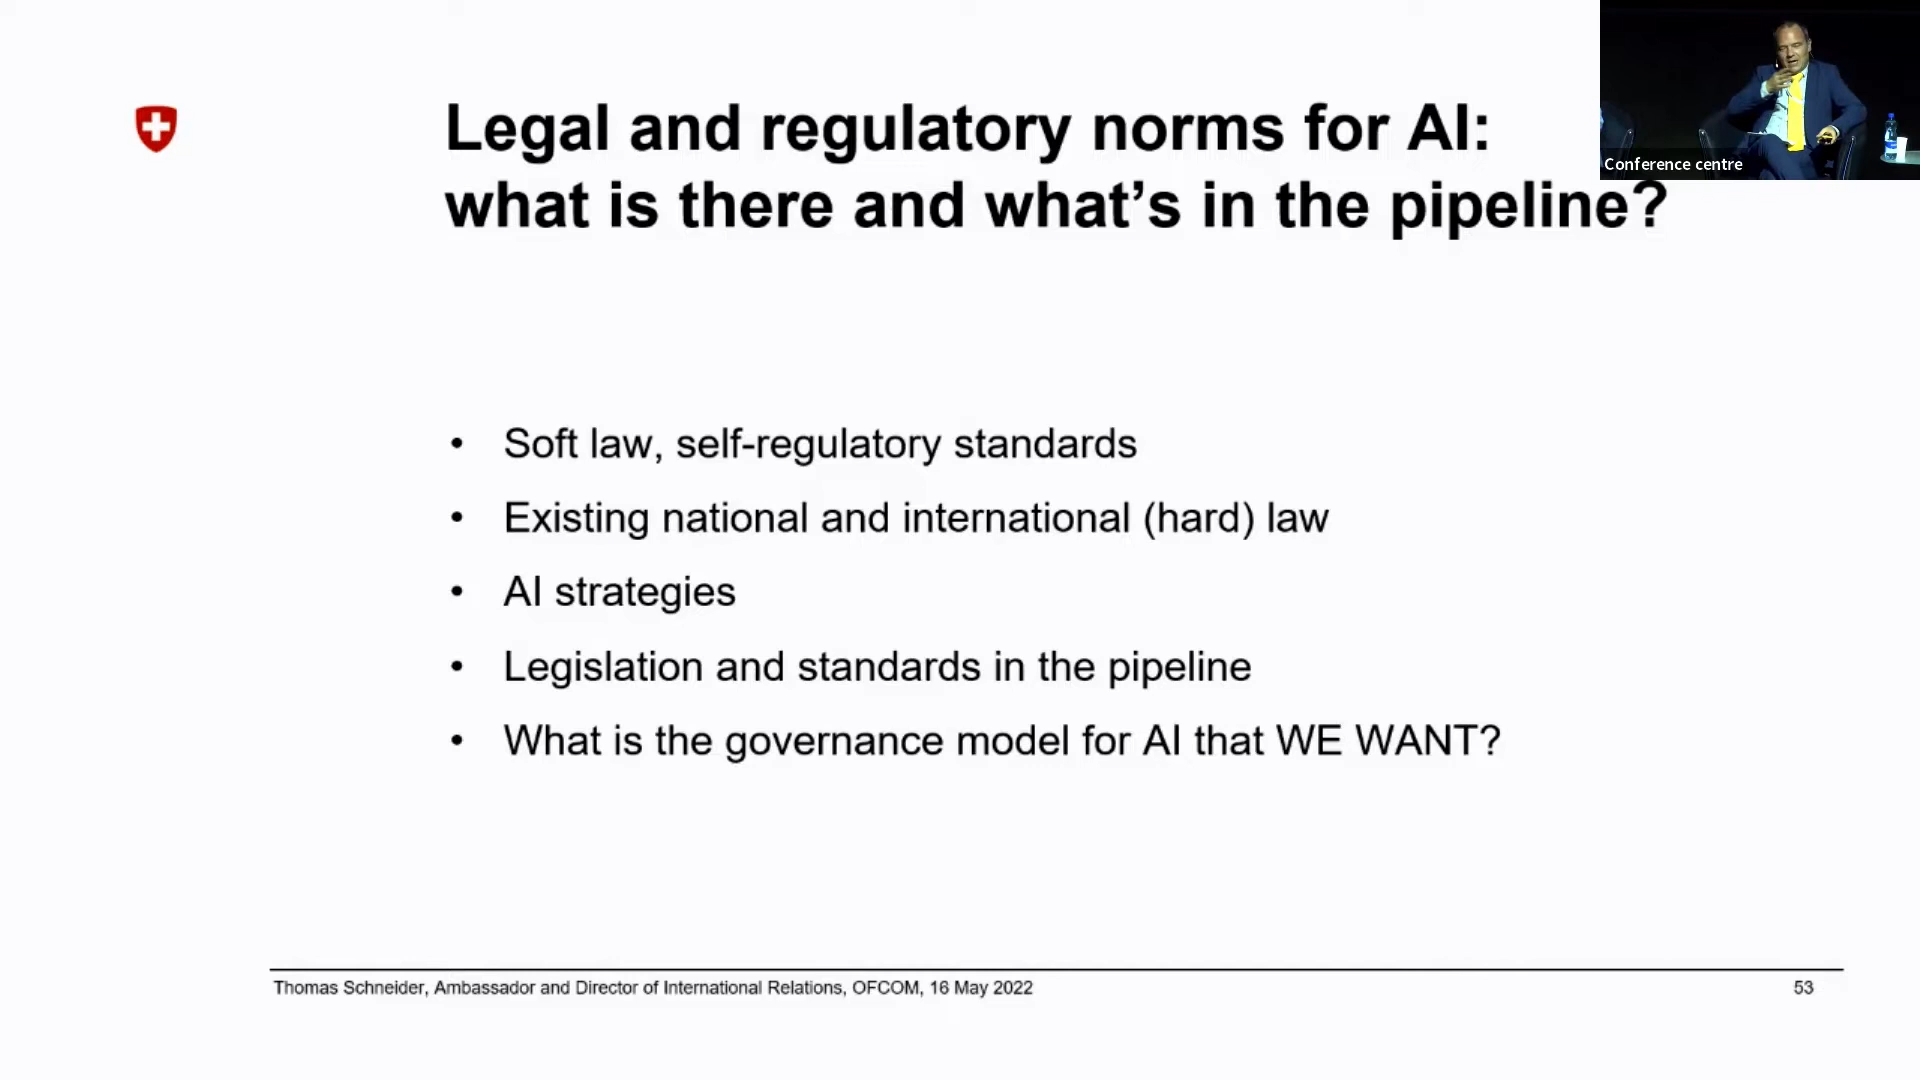 Legal and regulatory norms for AI:
what is there and what’s in the pipeline?
Conference centre
• Soft law, self-regulatory standards
• Existing national and international (hard) law
• AI strategies
• Legislation and standards in the pipeline
• What is the governance model for AI that WE WANT?
Thomas Schneider, Ambassador and Director of International Relations, OFCOM, 16 May 2022
53